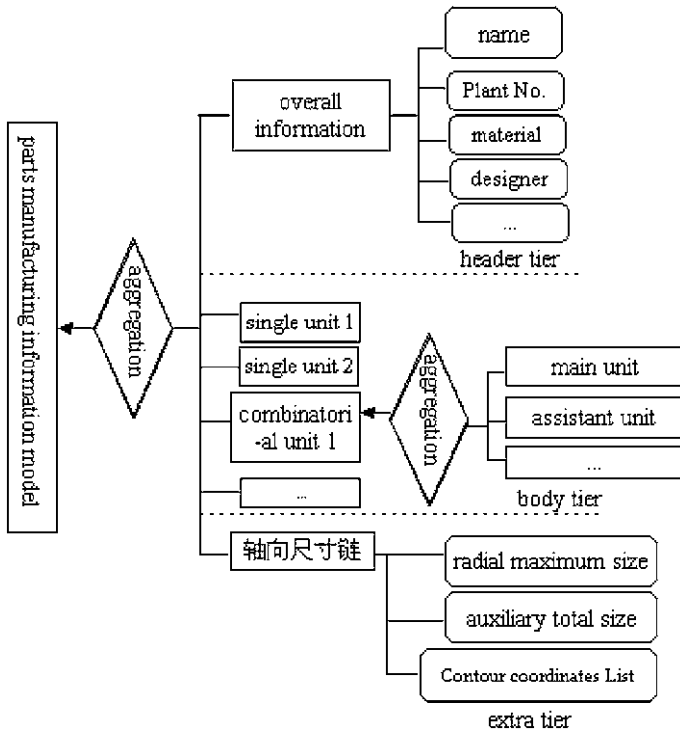 name
overall
information
Plant No.
material
designer
...
header tier
parts manufacturing information model
aggregation
single unit 1
single unit 2
combinatori
-al unit 1
...
aggregation
main unit
assistant unit
...
body tier
轴向尺寸链
radial maximum size
auxiliary total size
Contour coordinates List
extra tier